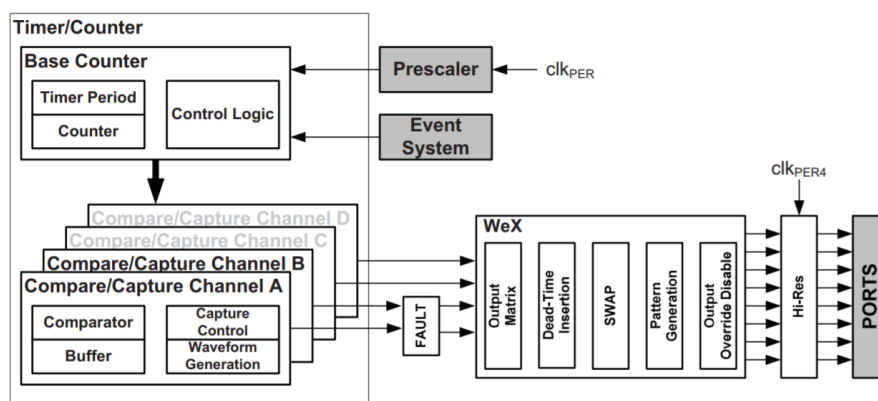 Timer/Counter
Base Counter
Timer Period
Counter
Control Logic
Prescaler
clkPER
Event
System
Compare/Capture Channel D
Compare/Capture Channel C
Compare/Capture Channel B
Compare/Capture Channel A
Comparator
Buffer
Capture
Control
Waveform
Generation
FAULT
WeX
Output
Matrix
Dead-Time
Insertion
SWAP
Pattern
Generation
Output
Override Disable
clkPER4
Hi-Res
PORTS